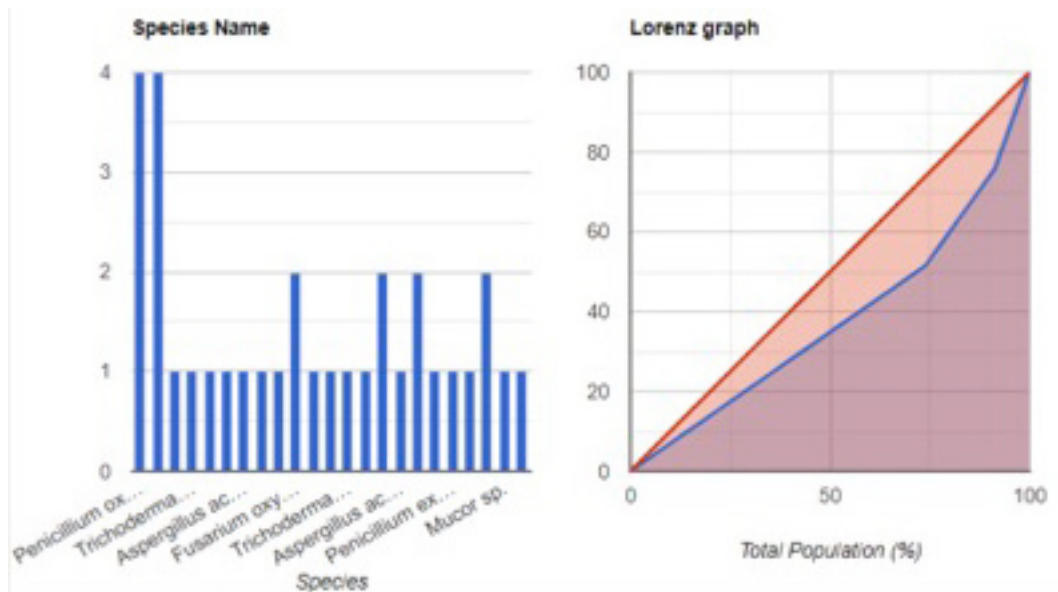 Species Name
4
3
2
1
0
Penicillium ox...
Trichoderma...
Aspergillus ac...
Fusarium oxy...
Trichoderma...
Aspergillus ac...
Penicillium ex...
Mucor sp.
Species
Lorenz graph
100
80
60
40
20
0
0 50 100
Total Population (%)